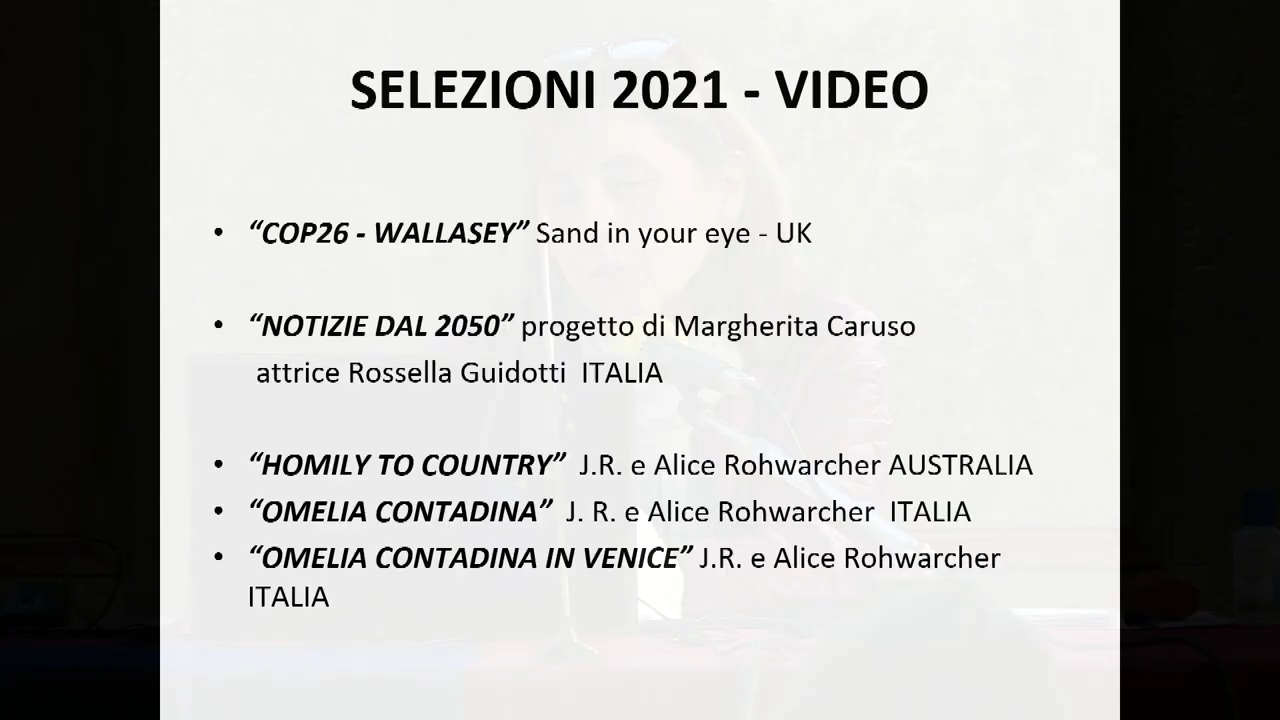 SELEZIONI 2021 - VIDEO
• “COP26 - WALLASEY” Sand in your eye - UK
• “NOTIZIE DAL 2050” progetto di Margherita Caruso
attrice Rossella Guidotti ITALIA
• “HOMILY TO COUNTRY” J.R. e Alice Rohwarcher AUSTRALIA
• “OMELIA CONTADINA” J. R. e Alice Rohwarcher ITALIA
• “OMELIA CONTADINA IN VENICE” J.R. e Alice Rohwarcher
ITALIA